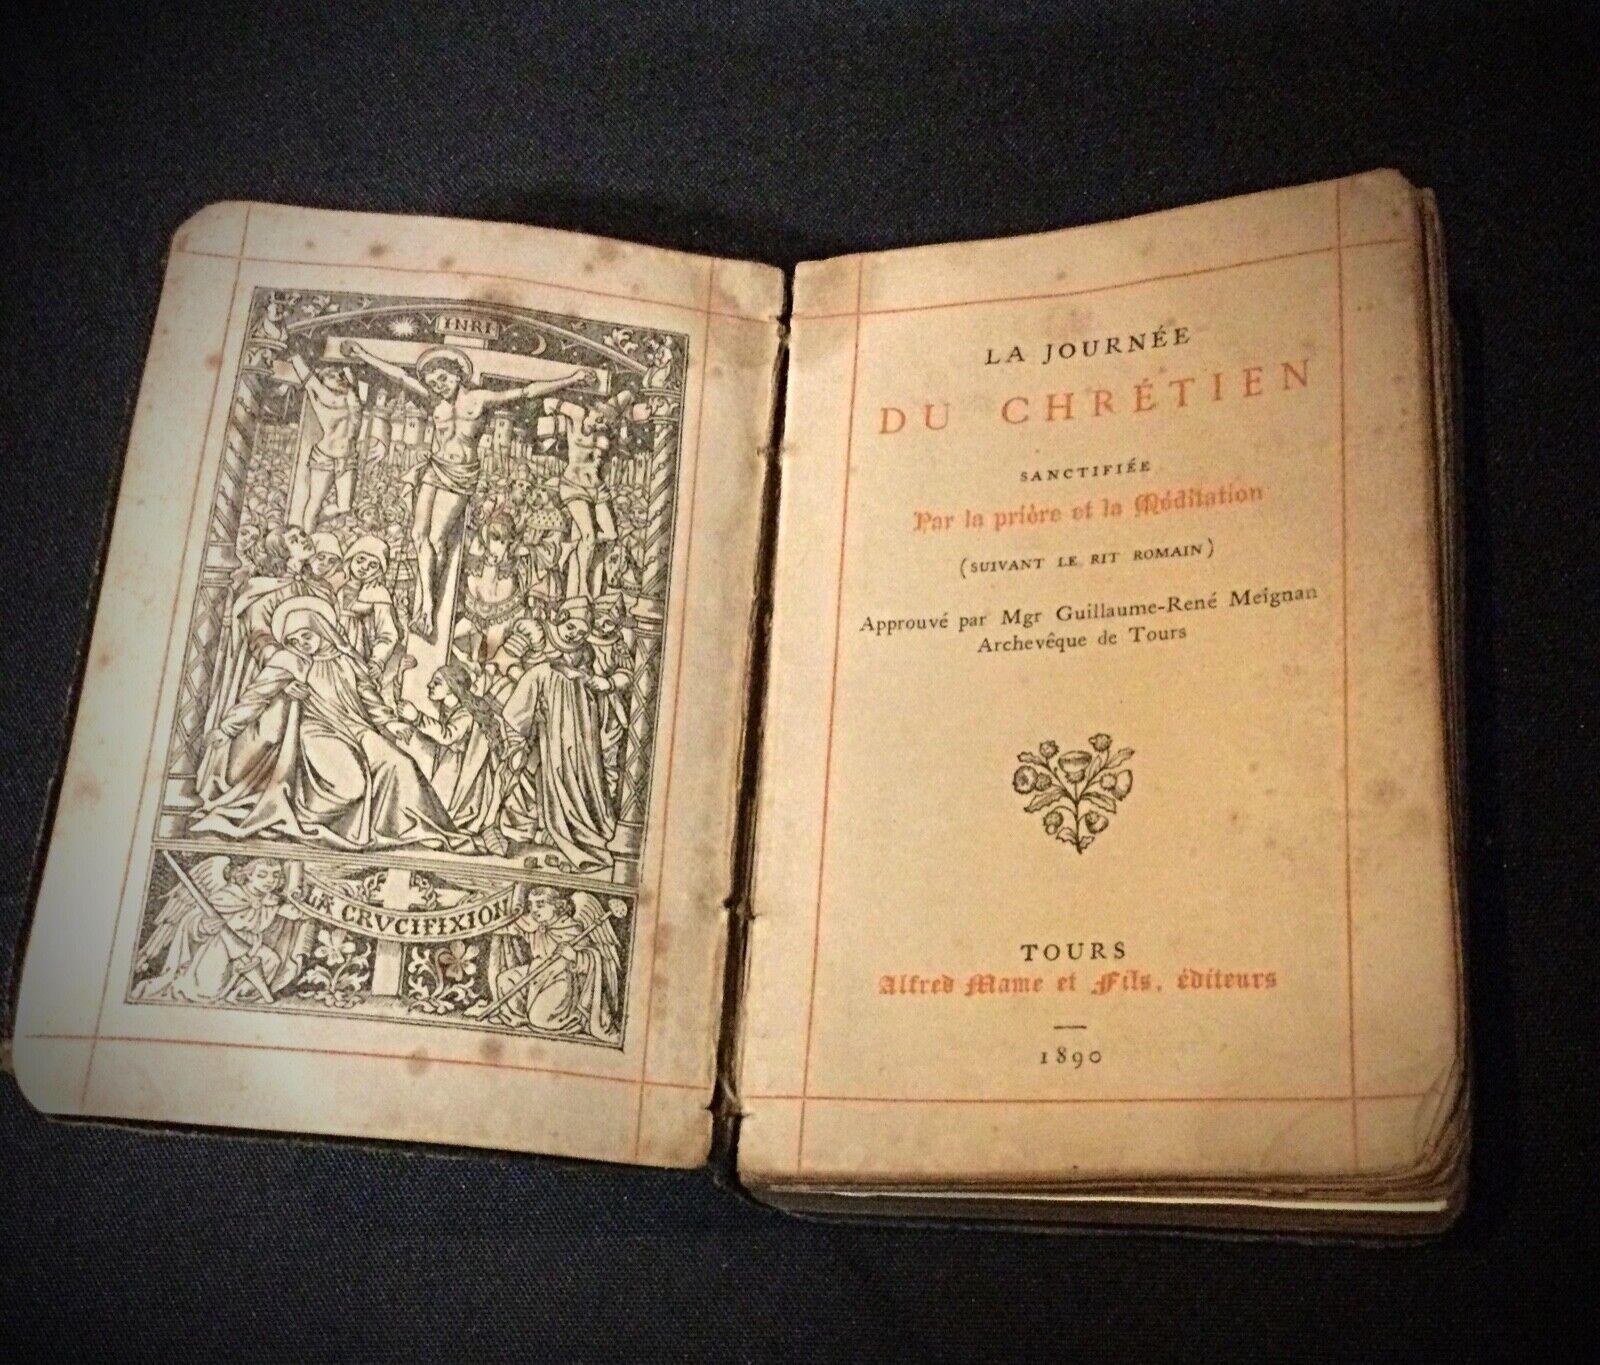 INRI
LA CRVCIFIXION
LA JOURNÉE
DU CHRÉTIEN
SANCTIFIÉE
Par la prière et la Méditation
(SUIVANT LE RIT ROMAIN)
Approuvé par Mgr Guillaume-René Meignan
Archevêque de Tours
TOURS
Alfred Mame et Fils, éditeurs
1890